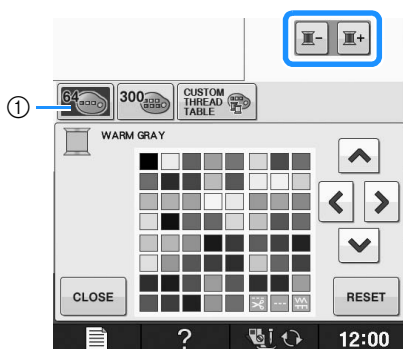 64
300
CUSTOM
THREAD
TABLE
①
WARM GRAY
CLOSE
RESET
?
12:00